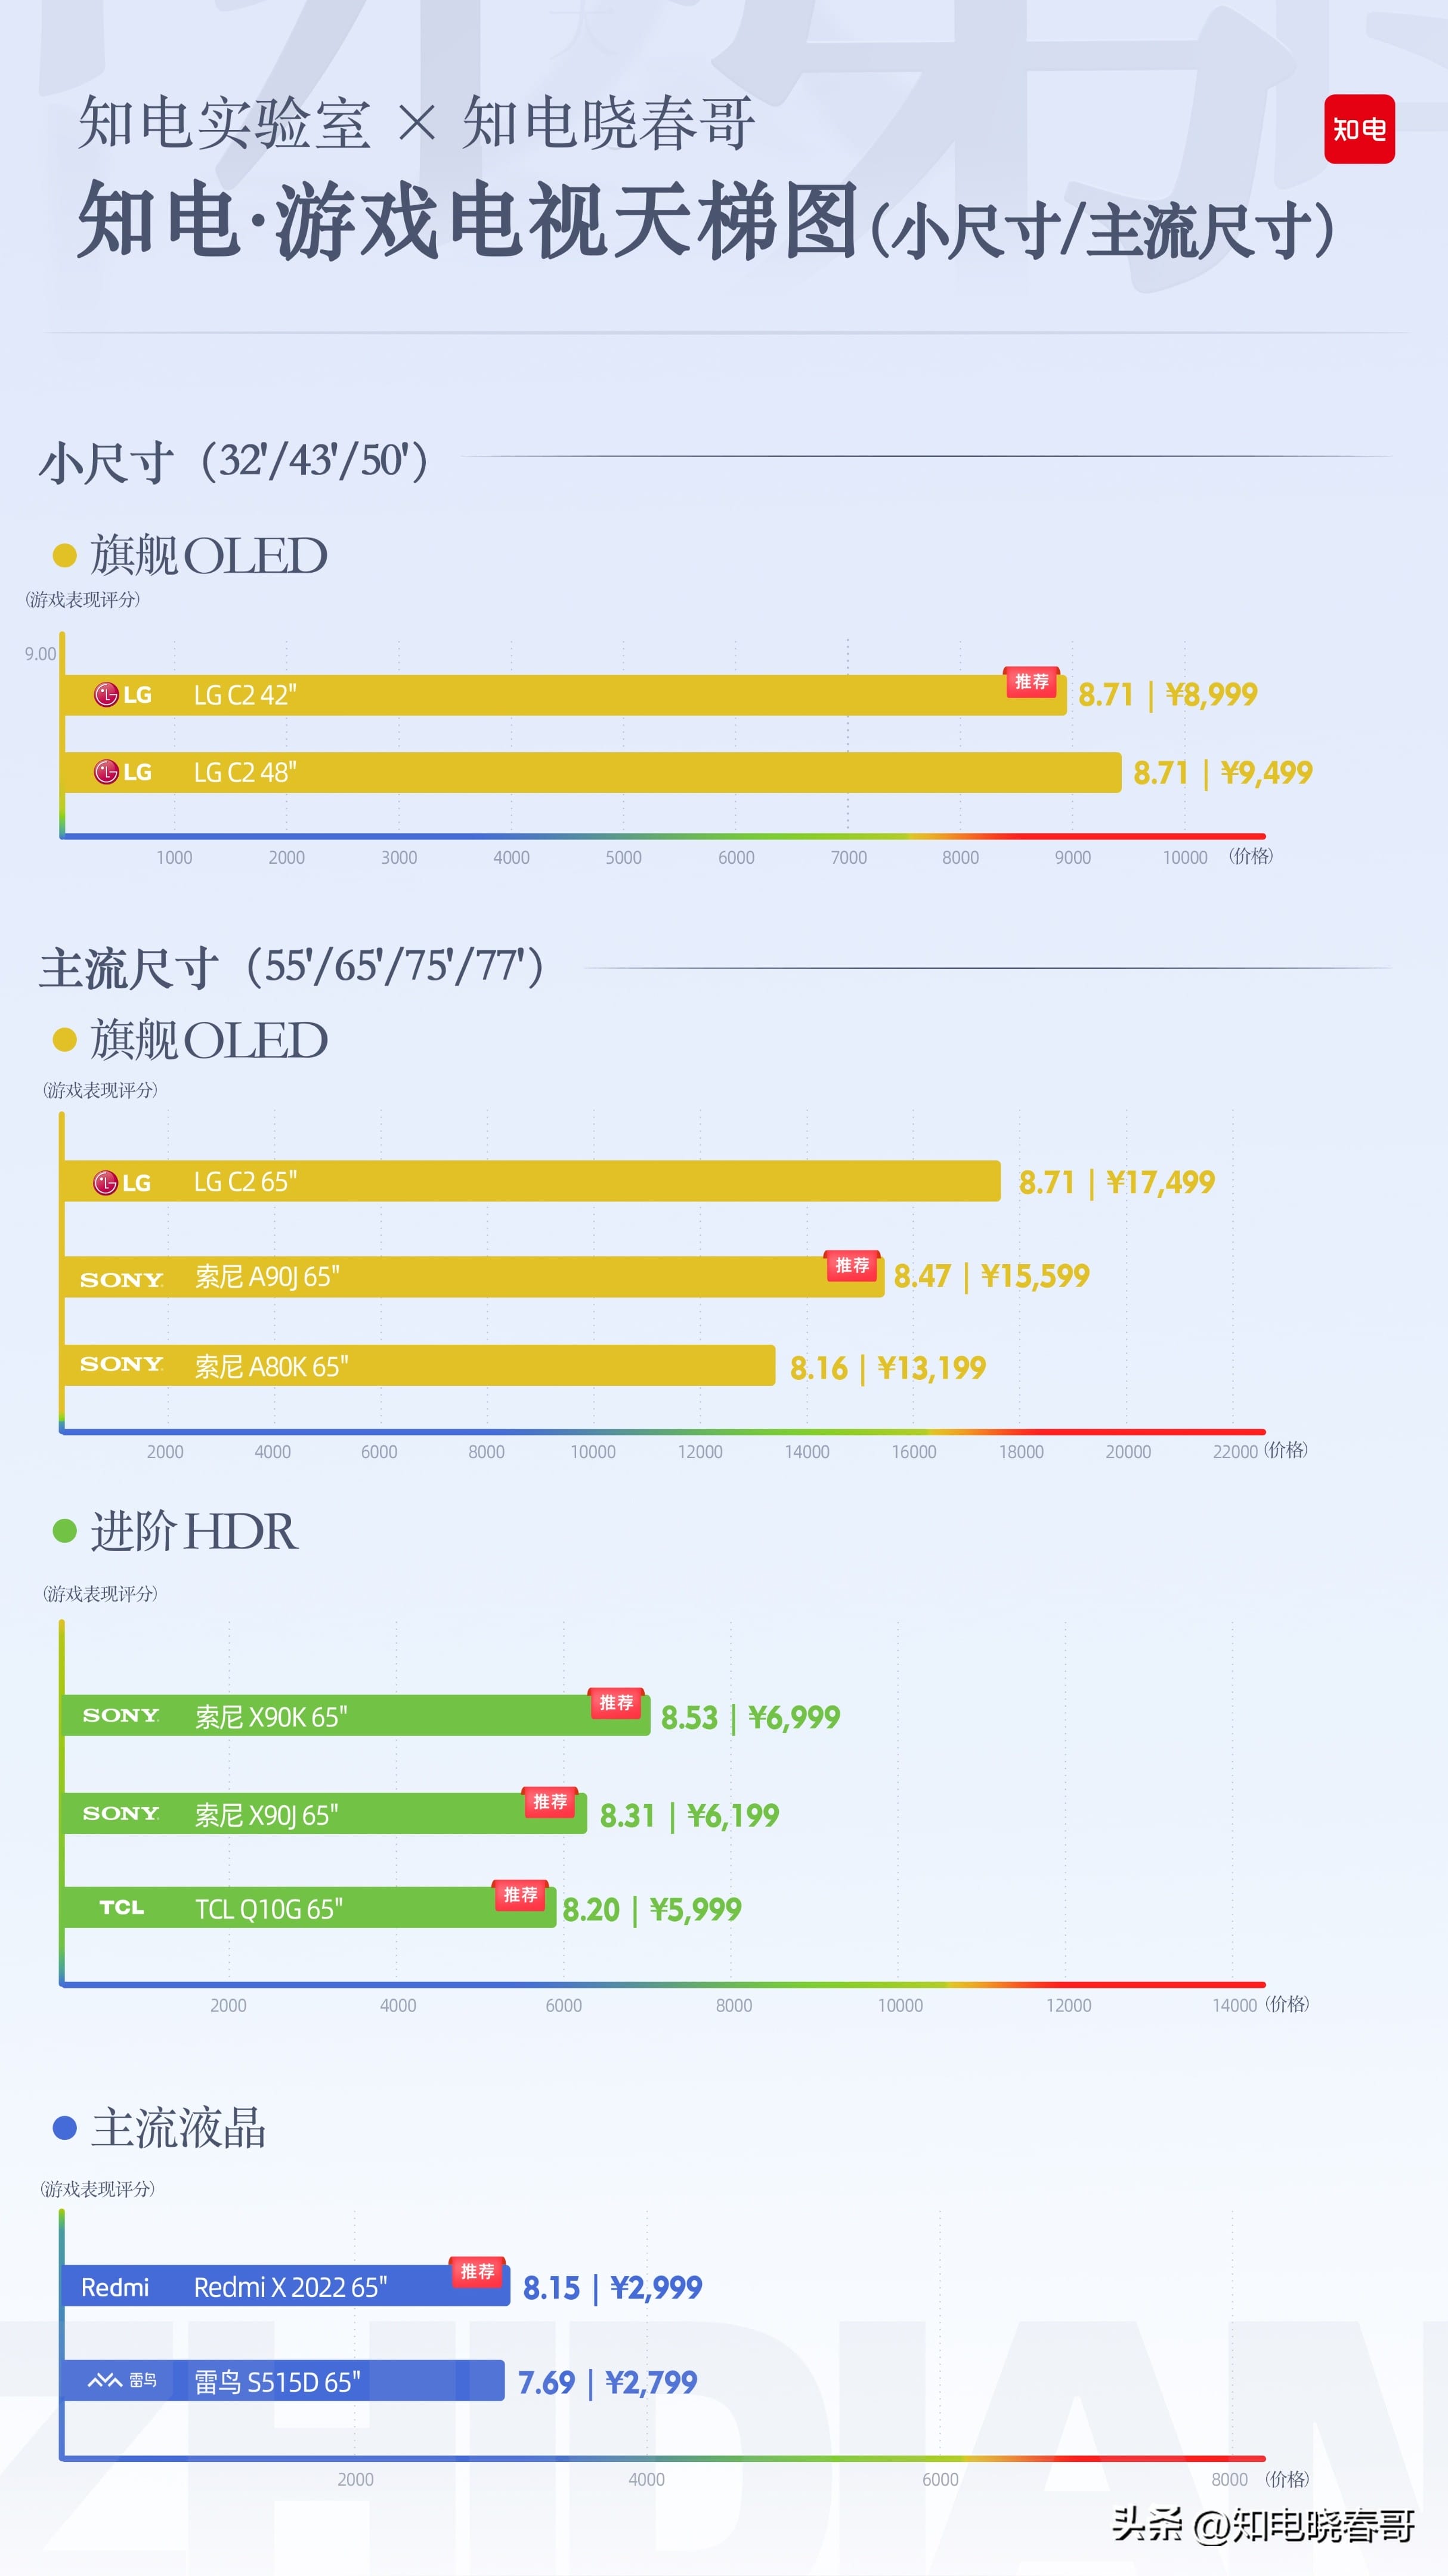 知电实验室 × 知电晓春哥
知电
知电·游戏电视天梯图(小尺寸/主流尺寸)
小尺寸（32'/43'/50'）
旗舰OLED
(游戏表现评分)
9.00
LG LG C2 42" 推荐 8.71 | ¥8,999
LG LG C2 48" 8.71 | ¥9,499
1000 2000 3000 4000 5000 6000 7000 8000 9000 10000 (价格)
主流尺寸（55'/65'/75'/77'）
旗舰OLED
(游戏表现评分)
LG LG C2 65" 8.71 | ¥17,499
SONY 索尼 A90J 65" 推荐 8.47 | ¥15,599
SONY 索尼 A80K 65" 8.16 | ¥13,199
2000 4000 6000 8000 10000 12000 14000 16000 18000 20000 22000 (价格)
进阶HDR
(游戏表现评分)
SONY 索尼 X90K 65" 推荐 8.53 | ¥6,999
SONY 索尼 X90J 65" 推荐 8.31 | ¥6,199
TCL TCL Q10G 65" 推荐 8.20 | ¥5,999
2000 4000 6000 8000 10000 12000 14000 (价格)
主流液晶
(游戏表现评分)
Redmi Redmi X 2022 65" 推荐 8.15 | ¥2,999
雷鸟 雷鸟 S515D 65" 7.69 | ¥2,799
2000 4000 6000 8000 (价格)
ZHIDIAN
头条 @知电晓春哥